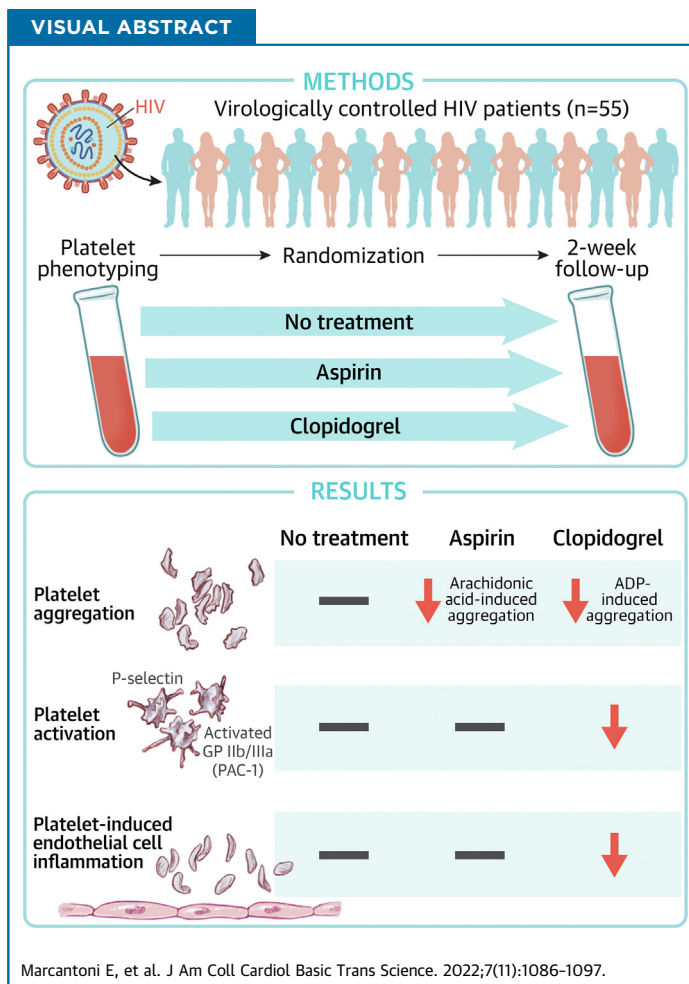 VISUAL ABSTRACT
METHODS
HIV
Virologically controlled HIV patients (n=55)
Platelet
phenotyping
Randomization
2-week
follow-up
No treatment
Aspirin
Clopidogrel
RESULTS
No treatment
Aspirin
Clopidogrel
Platelet
aggregation
Arachidonic
acid-induced
aggregation
ADP-
induced
aggregation
Platelet
activation
P-selectin
Activated
GP IIb/IIIa
(PAC-1)
Platelet-induced
endothelial cell
inflammation
Marcantoni E, et al. J Am Coll Cardiol Basic Trans Science. 2022;7(11):1086-1097.